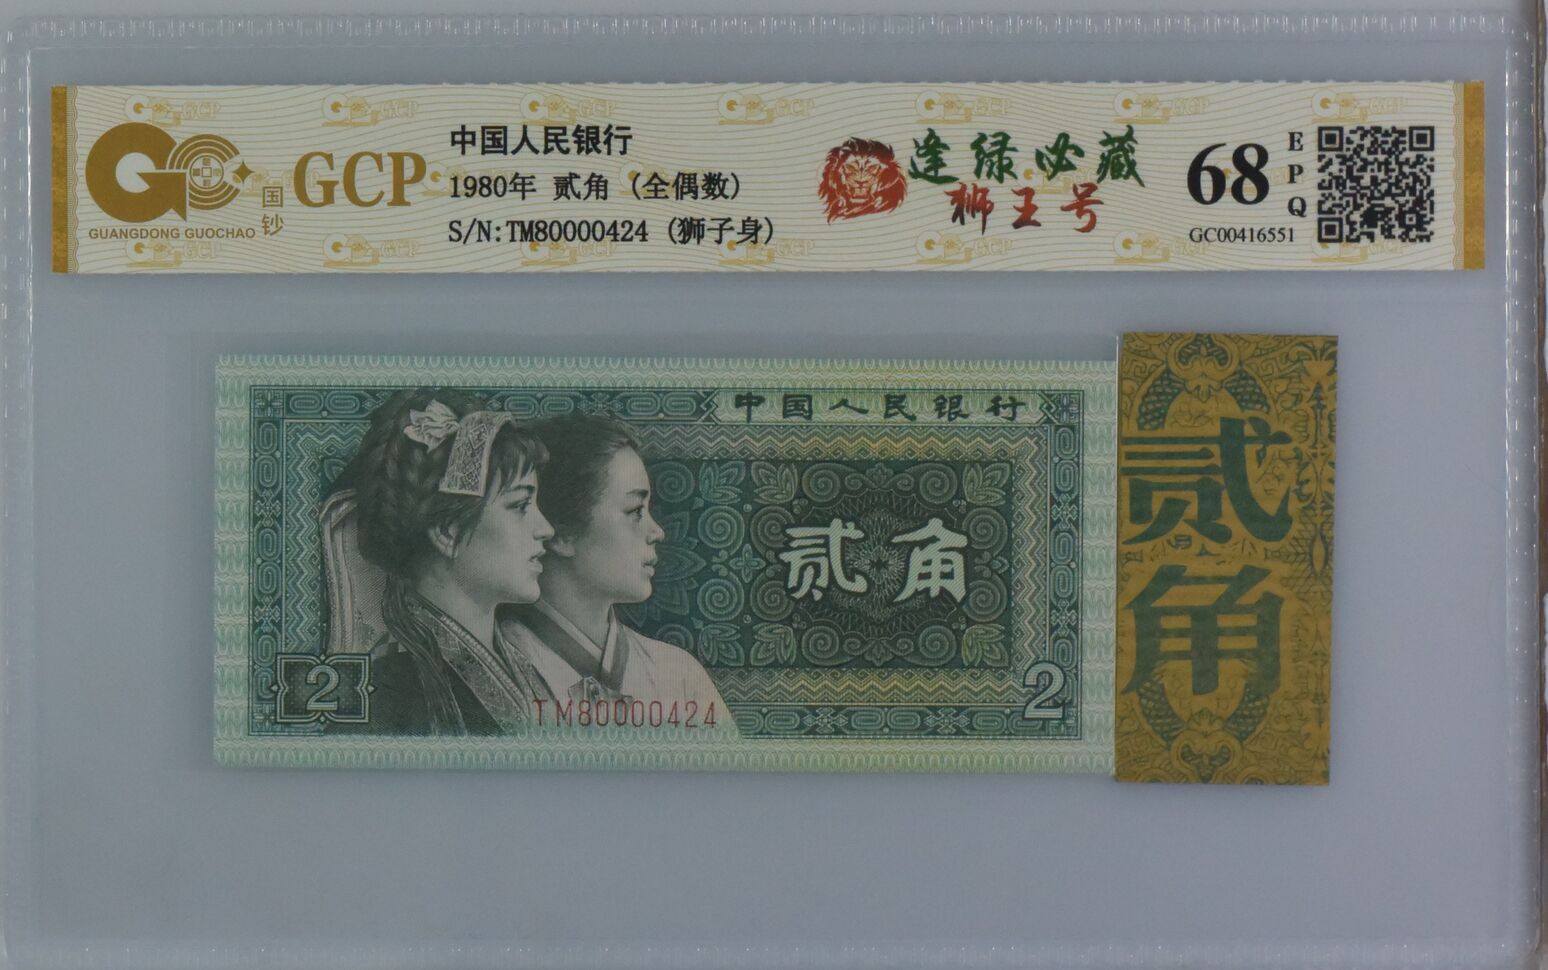 GCP
国钞
GUANGDONG GUOCHAO
中国人民银行
1980年 贰角 (全偶数)
S/N:TM80000424 (狮子身)
逢绿必藏
狮王号
68
EPQ
GC00416551
中国人民银行
贰角
2
2
TM80000424
贰角